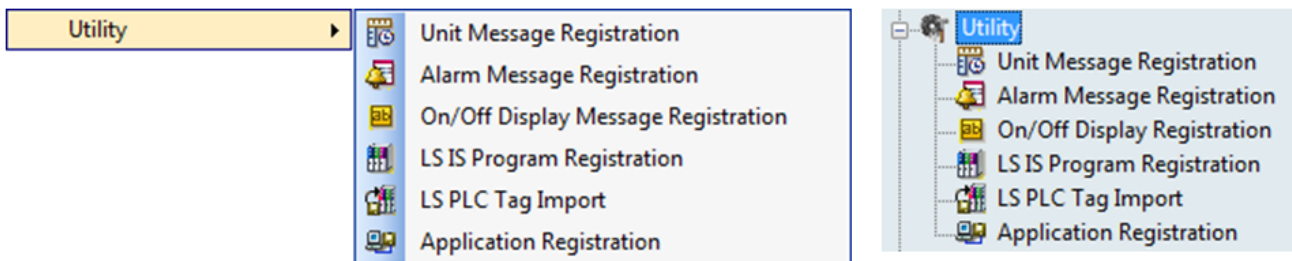 Utility
Unit Message Registration
Alarm Message Registration
On/Off Display Message Registration
LS IS Program Registration
LS PLC Tag Import
Application Registration
Utility
Unit Message Registration
Alarm Message Registration
On/Off Display Registration
LS IS Program Registration
LS PLC Tag Import
Application Registration